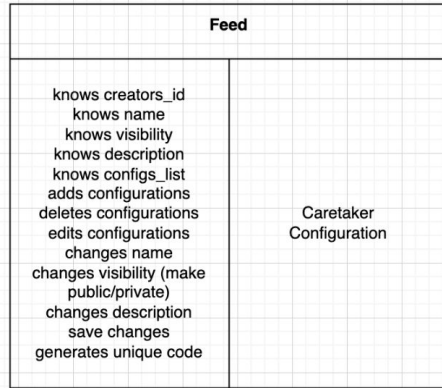 Feed
knows creators_id
knows name
knows visibility
knows description
knows configs_list
adds configurations
deletes configurations
edits configurations
changes name
changes visibility (make
public/private)
changes description
save changes
generates unique code
Caretaker
Configuration